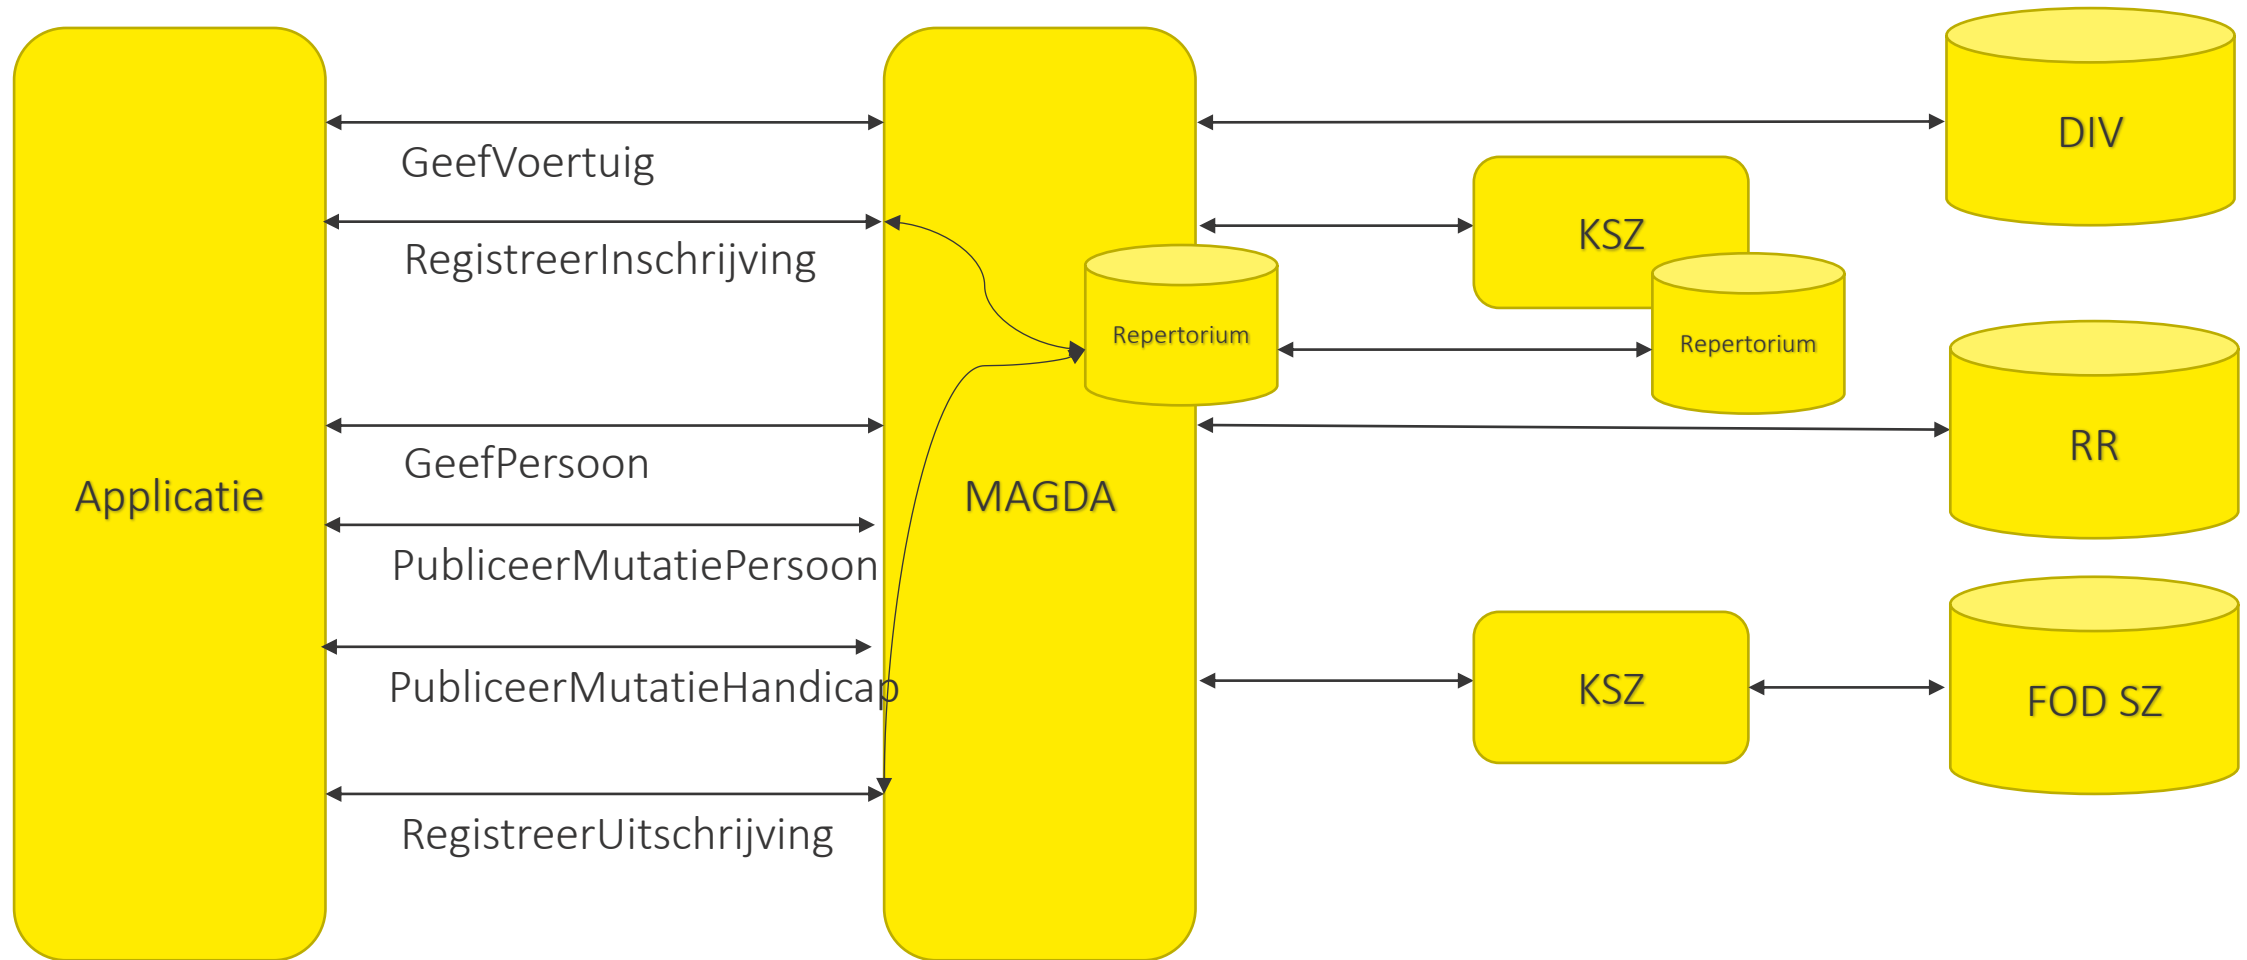 DIV
GeefVoertuig
KSZ
RegistreerInschrijving
Repertorium
Repertorium
RR
GeefPersoon
Applicatie
MAGDA
PubliceerMutatiePersoon
PubliceerMutatieHandicap
KSZ
FOD SZ
RegistreerUitschrijving